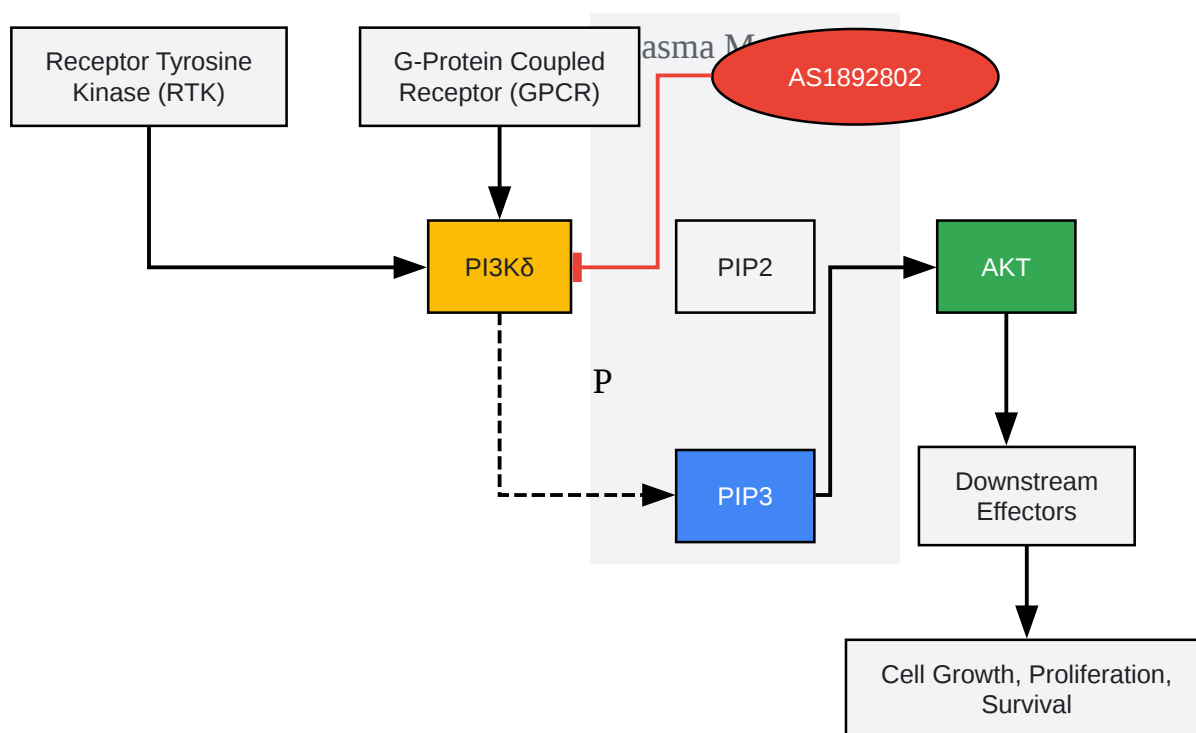 Receptor Tyrosine
Kinase (RTK)
G-Protein Coupled
Receptor (GPCR)
AS1892802
PI3Kδ
PIP2
AKT
P
PIP3
Downstream
Effectors
Cell Growth, Proliferation,
Survival